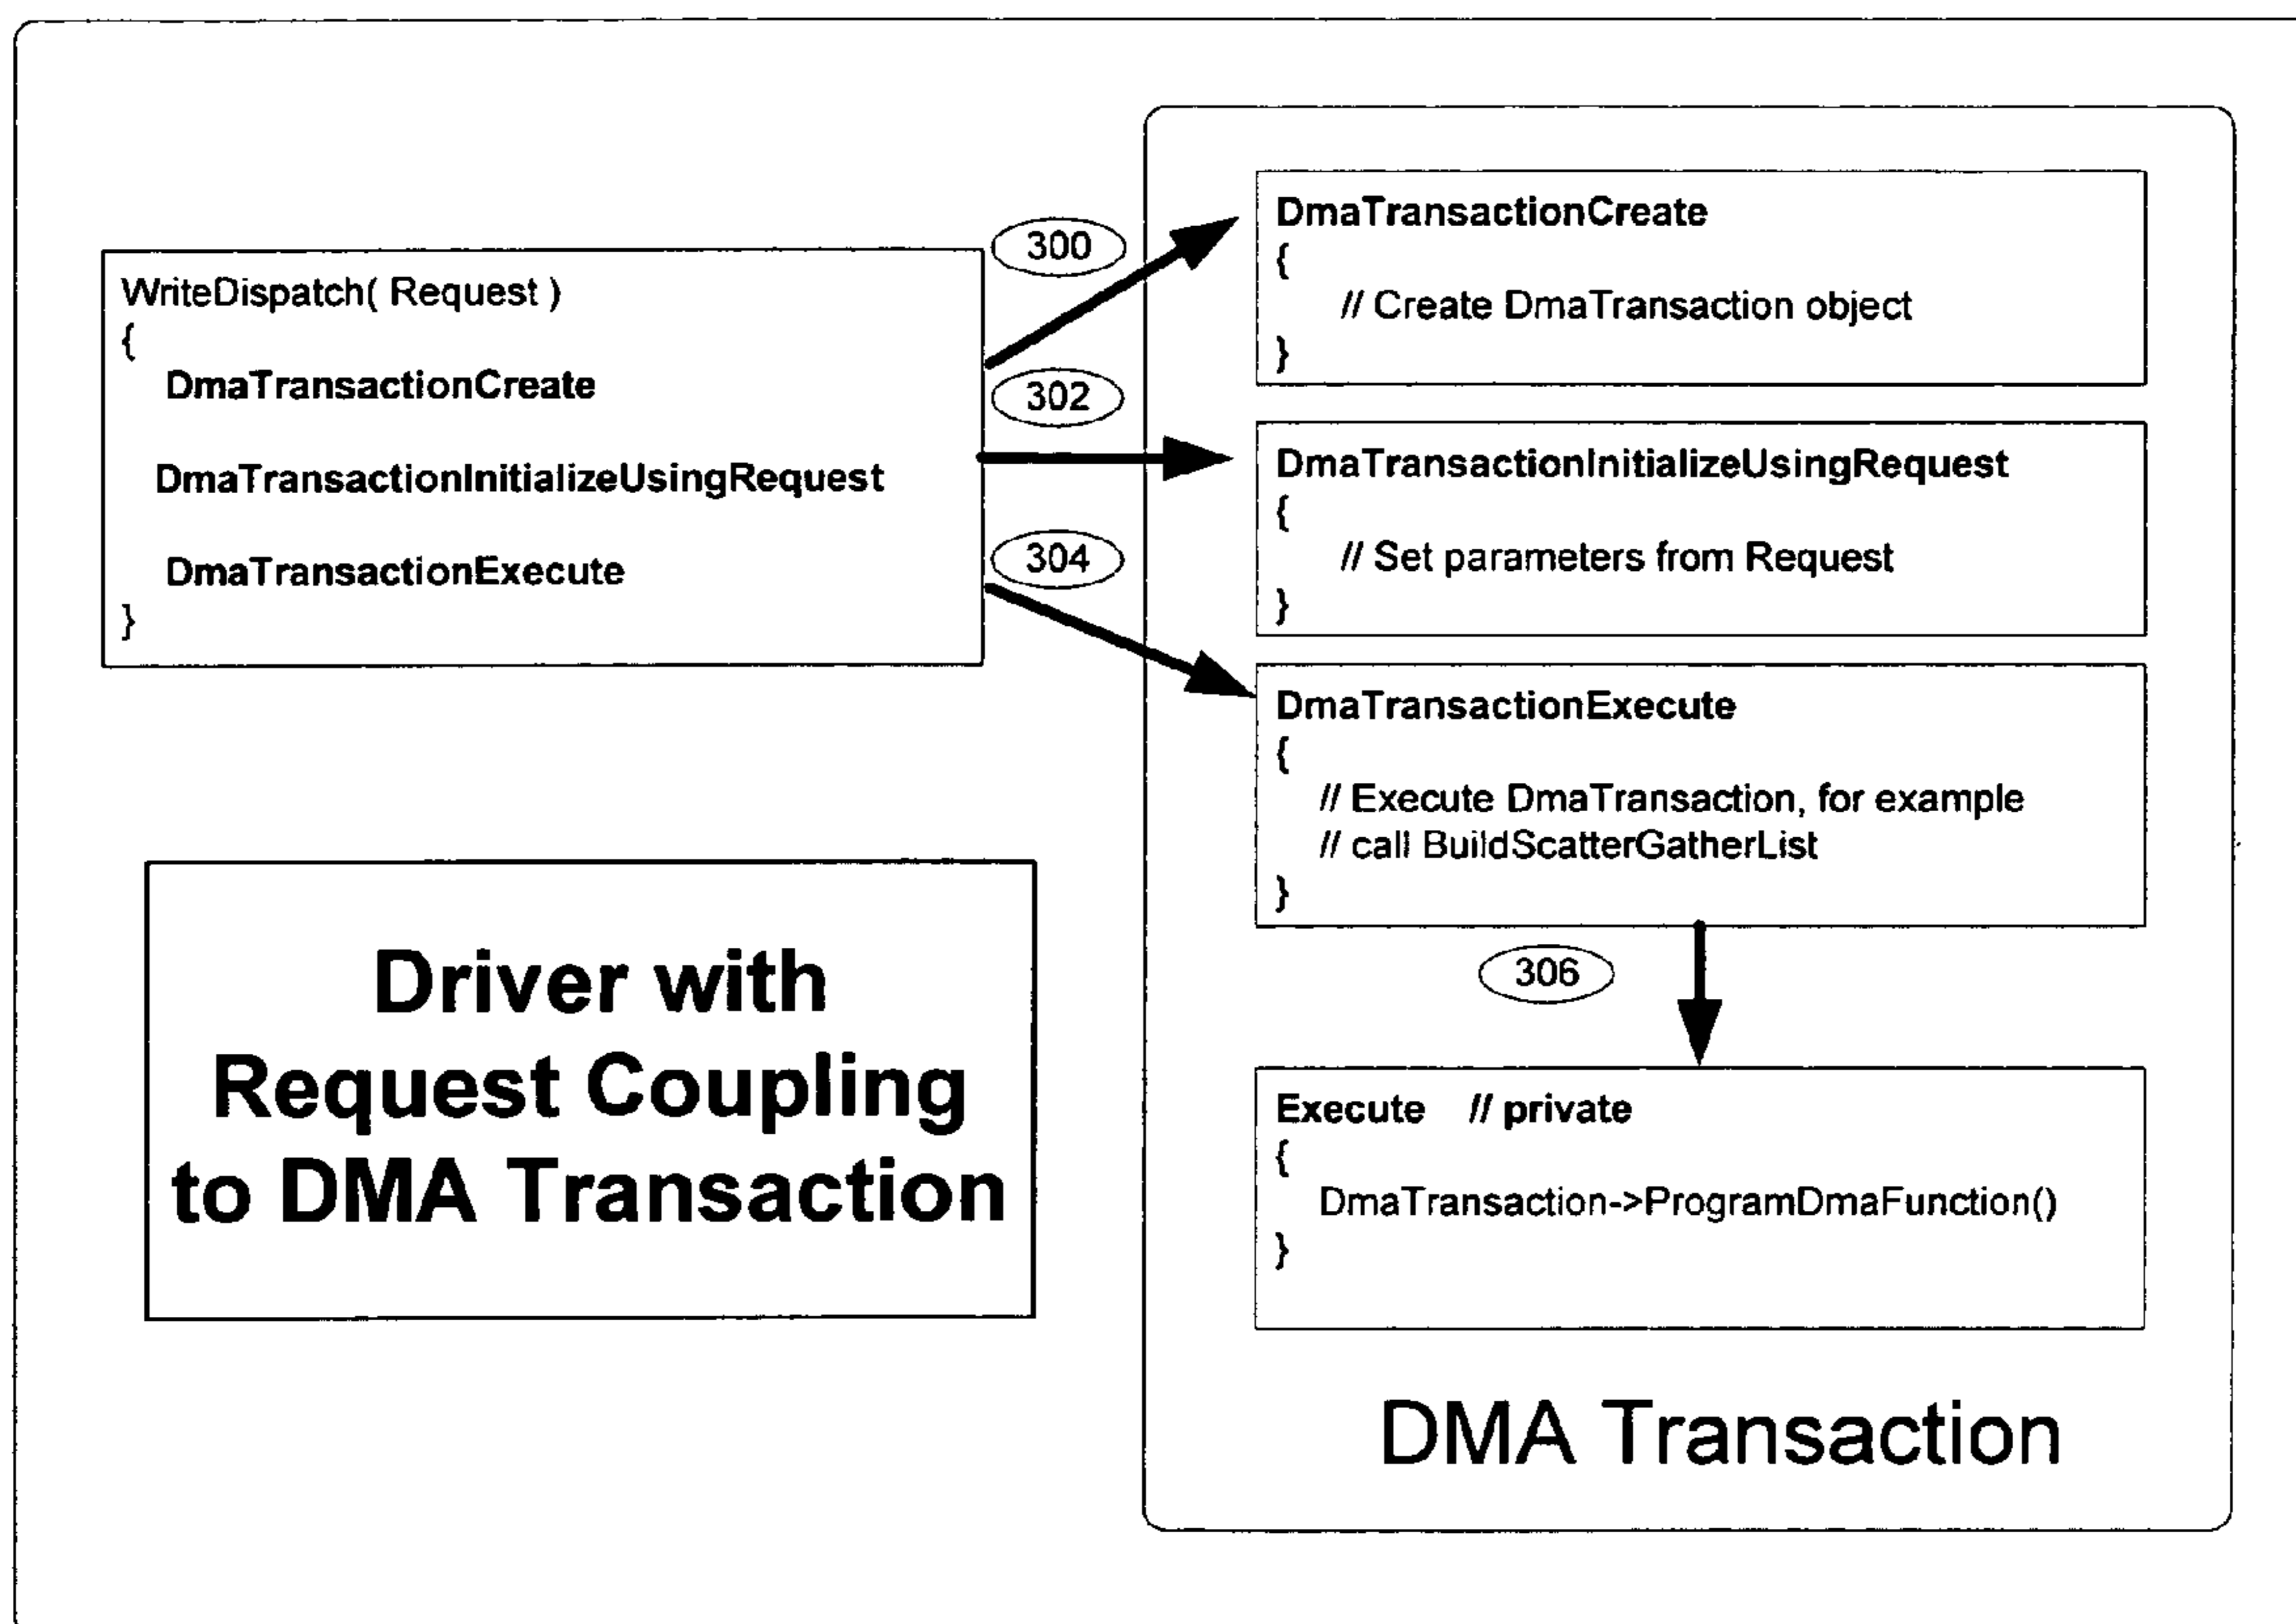 WriteDispatch( Request )
{
DmaTransactionCreate
DmaTransactionInitializeUsingRequest
DmaTransactionExecute
}
300
302
304
DmaTransactionCreate
{
// Create DmaTransaction object
}
DmaTransactionInitializeUsingRequest
{
// Set parameters from Request
}
DmaTransactionExecute
{
// Execute DmaTransaction, for example
// call BuildScatterGatherList
}
306
Execute // private
{
DmaTransaction->ProgramDmaFunction()
}
Driver with
Request Coupling
to DMA Transaction
DMA Transaction